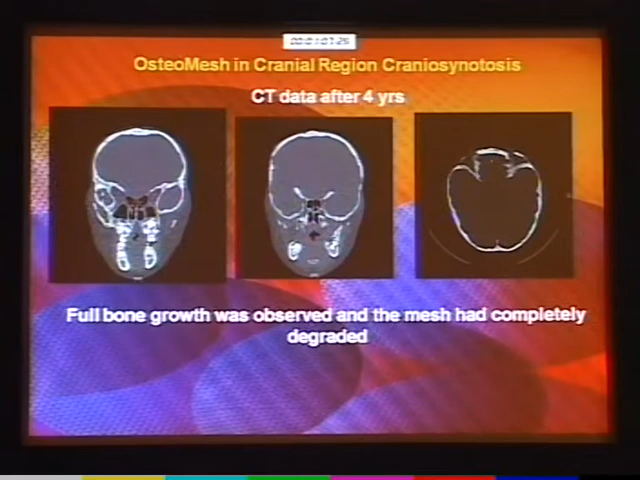 OsteoMesh in Cranial Region Craniosynotosis
CT data after 4 yrs
Full bone growth was observed and the mesh had completely
degraded